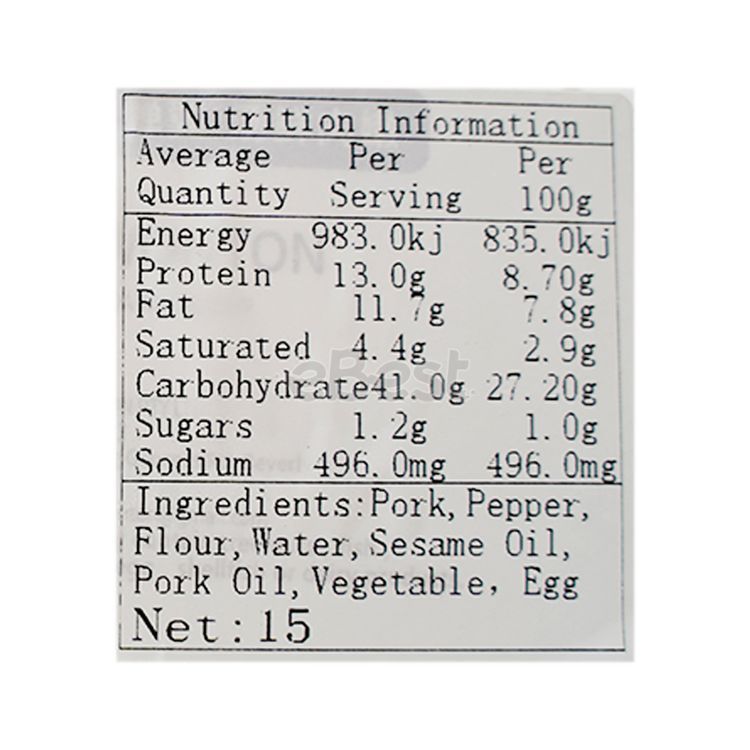 Nutrition Information
Average Per Per
Quantity Serving 100g
Energy 983.0kj 835.0kj
Protein 13.0g 8.70g
Fat 11.7g 7.8g
Saturated 4.4g 2.9g
Carbohydrate41.0g 27.20g
Sugars 1.2g 1.0g
Sodium 496.0mg 496.0mg
Ingredients:Pork, Pepper,
Flour, Water, Sesame Oil,
Pork Oil, Vegetable, Egg
Net:15
eBest